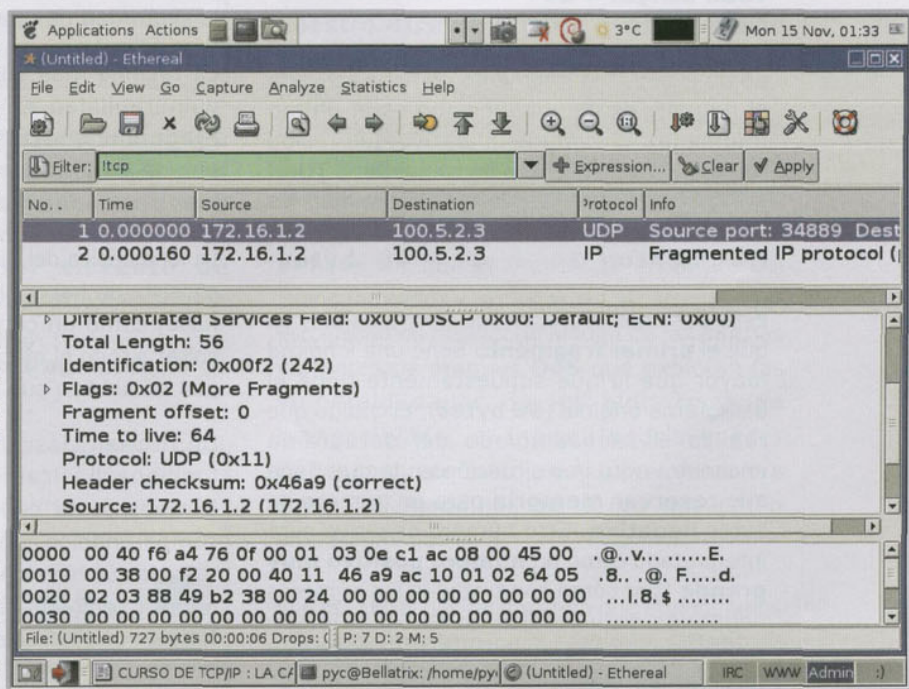 Applications Actions 3°C Mon 15 Nov, 01:33
(Untitled) - Ethereal
File Edit View Go Capture Analyze Statistics Help
Filter: !tcp Expression... Clear Apply
No. . Time Source Destination Protocol Info
1 0.000000 172.16.1.2 100.5.2.3 UDP Source port: 34889 Dest
2 0.000160 172.16.1.2 100.5.2.3 IP Fragmented IP protocol (
Differentiated Services Field: 0x00 (DSCP 0x00: Default; ECN: 0x00)
Total Length: 56
Identification: 0x00f2 (242)
Flags: 0x02 (More Fragments)
Fragment offset: 0
Time to live: 64
Protocol: UDP (0x11)
Header checksum: 0x46a9 (correct)
Source: 172.16.1.2 (172.16.1.2)
0000 00 40 f6 a4 76 0f 00 01 03 0e c1 ac 08 00 45 00 .@..v... ......E.
0010 00 38 00 f2 20 00 40 11 46 a9 ac 10 01 02 64 05 .8.. .@. F.....d.
0020 02 03 88 49 b2 38 00 24 00 00 00 00 00 00 00 00 ...I.8.$ ........
0030 00 00 00 00 00 00 00 00 00 00 00 00 00 00 00 00 ........ ........
File: (Untitled) 727 bytes 00:00:06 Drops: P: 7 D: 2 M: 5
CURSO DE TCP/IP : LA CA pyc@Bellatrix: /home/pyc (Untitled) - Ethereal IRC WWW Admin :)